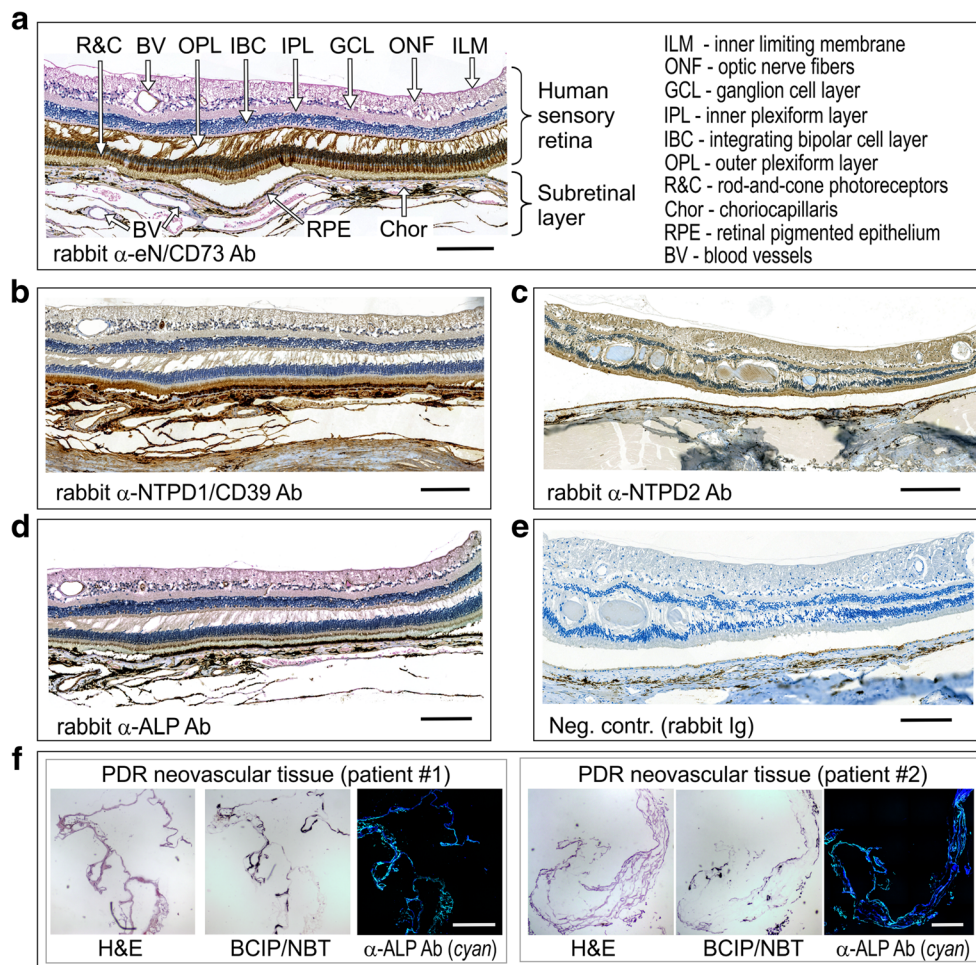 a
R&C BV OPL IBC IPL GCL ONF ILM
Human
sensory
retina
Subretinal
layer
BV RPE Chor
rabbit α-eN/CD73 Ab
ILM - inner limiting membrane
ONF - optic nerve fibers
GCL - ganglion cell layer
IPL - inner plexiform layer
IBC - integrating bipolar cell layer
OPL - outer plexiform layer
R&C - rod-and-cone photoreceptors
Chor - choriocapillaris
RPE - retinal pigmented epithelium
BV - blood vessels
b
rabbit α-NTPD1/CD39 Ab
c
rabbit α-NTPD2 Ab
d
rabbit α-ALP Ab
e
Neg. contr. (rabbit Ig)
f
PDR neovascular tissue (patient #1)
H&E BCIP/NBT α-ALP Ab (cyan)
PDR neovascular tissue (patient #2)
H&E BCIP/NBT α-ALP Ab (cyan)